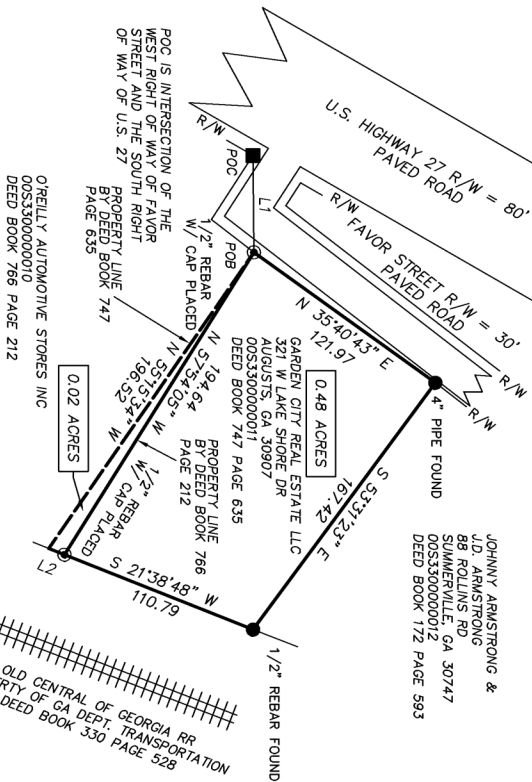 U.S. HIGHWAY 27 R/W = 80'
PAVED ROAD
R/W
FAVOR STREET R/W = 30'
PAVED ROAD
R/W
R/W
R/W
POC
L1
POB
POC IS INTERSECTION OF THE
WEST RIGHT OF WAY OF FAVOR
STREET AND THE SOUTH RIGHT
OF WAY OF U.S. 27
1/2" REBAR
W/ CAP PLACED
PROPERTY LINE
BY DEED BOOK 747
PAGE 635
O'REILLY AUTOMOTIVE STORES INC
00S3300000010
DEED BOOK 766 PAGE 212
0.02 ACRES
N 35°40'43" E
121.97
4" PIPE FOUND
JOHNNY ARMSTRONG &
J.D. ARMSTRONG
88 ROLLINS RD
SUMMERVILLE, GA 30747
00S3300000012
DEED BOOK 172 PAGE 593
0.48 ACRES
GARDEN CITY REAL ESTATE LLC
321 W LAKE SHORE DR
AUGUSTS, GA 30907
00S3300000011
DEED BOOK 747 PAGE 635
S 53°31'23" E
167.42
194.64
N 57°54'05" W
N 55°15'34" W
196.52
PROPERTY LINE
BY DEED BOOK 766
PAGE 212
1/2" REBAR
W/ CAP PLACED
L2
S 21°38'48" W
110.79
1/2" REBAR FOUND
OLD CENTRAL OF GEORGIA RR
ERTY OF GA DEPT. TRANSPORTATION
DEED BOOK 330 PAGE 528